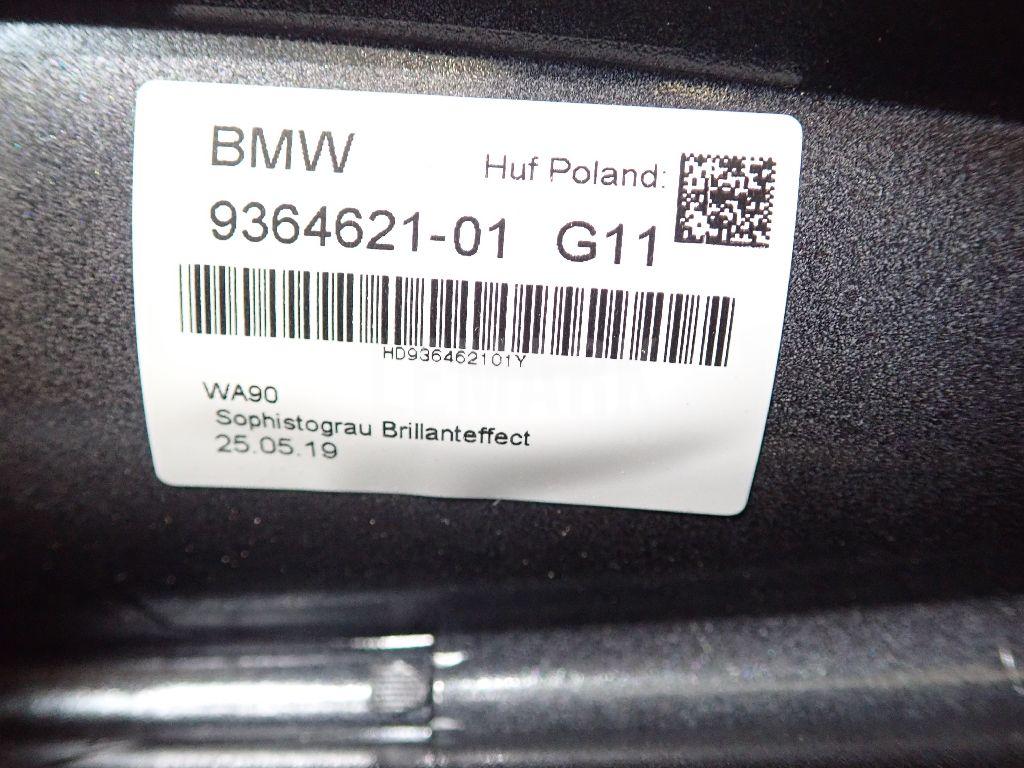 BMW
Huf Poland:
9364621-01 G11
HD936462101Y
WA90
Sophistograu Brillanteffect
25.05.19